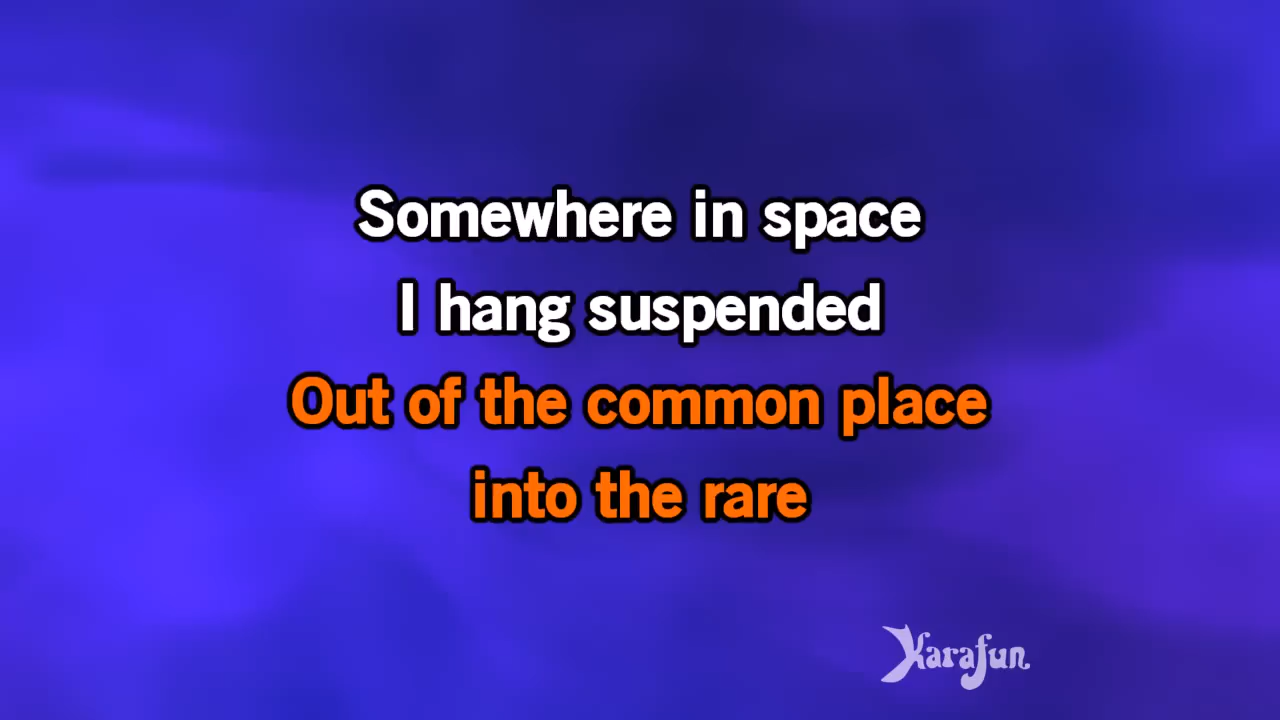 Somewhere in space
I hang suspended
Out of the common place
into the rare
Karafun